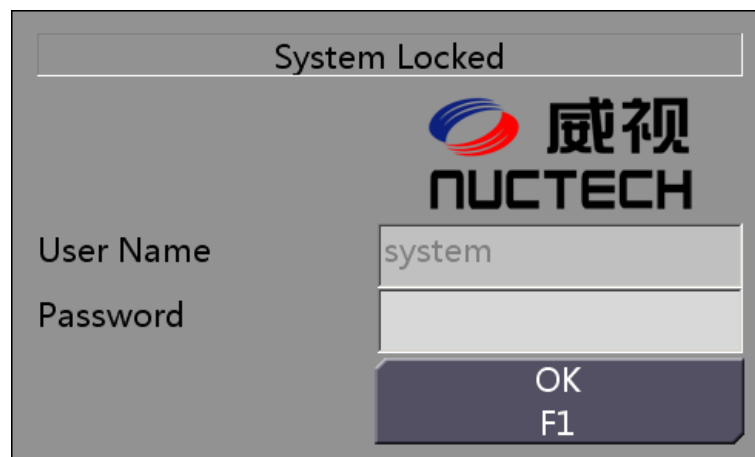 System Locked
威视
NUCTECH
User Name
system
Password
OK
F1